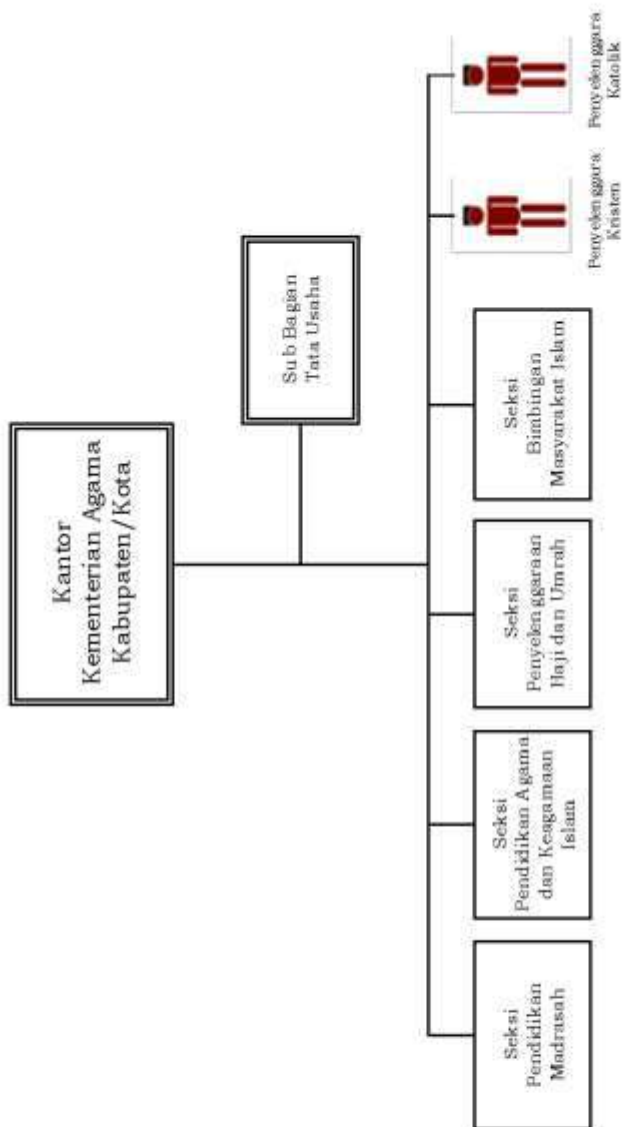 Kantor
Kementerian Agama
Kabupaten/Kota
Sub Bagian
Tata Usaha
Seksi
Pendidikan
Madrasah
Seksi
Pendidikan Agama
dan Keagamaan
Islam
Seksi
Penyelenggaraan
Haji dan Umrah
Seksi
Bimbingan
Masyarakat Islam
Penyelenggara
Kristen
Penyelenggara
Katolik